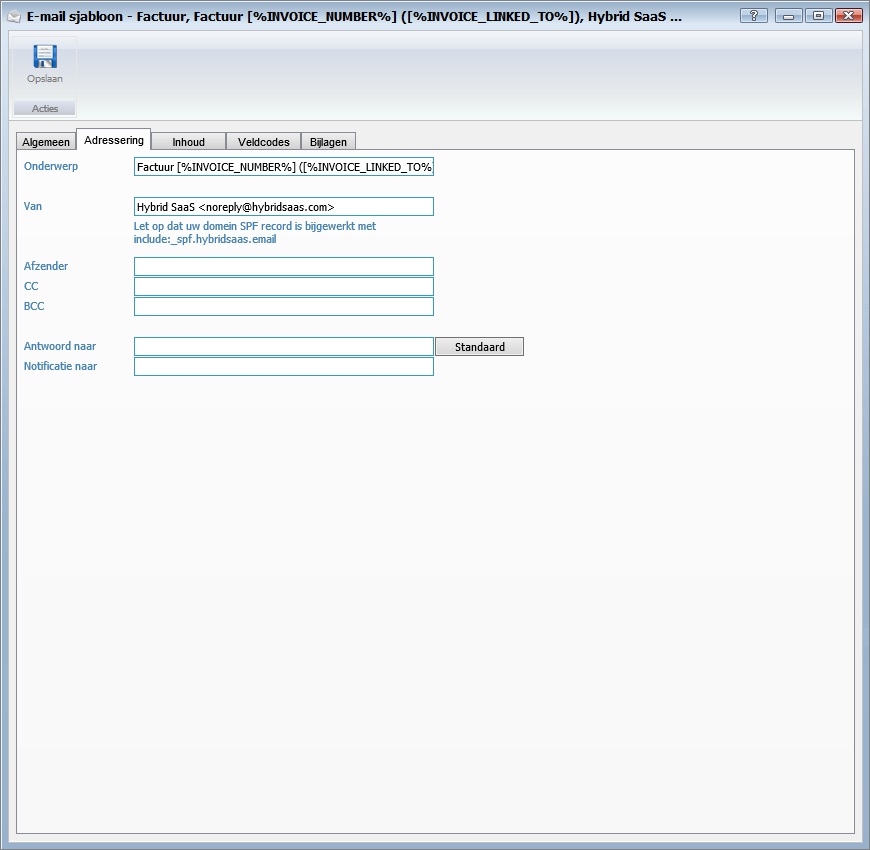 E-mail sjabloon - Factuur, Factuur [%INVOICE_NUMBER%] ([%INVOICE_LINKED_TO%]), Hybrid SaaS ...
?
Opslaan
Acties
Algemeen Adressering Inhoud Veldcodes Bijlagen
Onderwerp Factuur [%INVOICE_NUMBER%] ([%INVOICE_LINKED_TO%
Van Hybrid SaaS <noreply@hybridsaas.com>
Let op dat uw domein SPF record is bijgewerkt met
include:_spf.hybridsaas.email
Afzender
CC
BCC
Antwoord naar Standaard
Notificatie naar